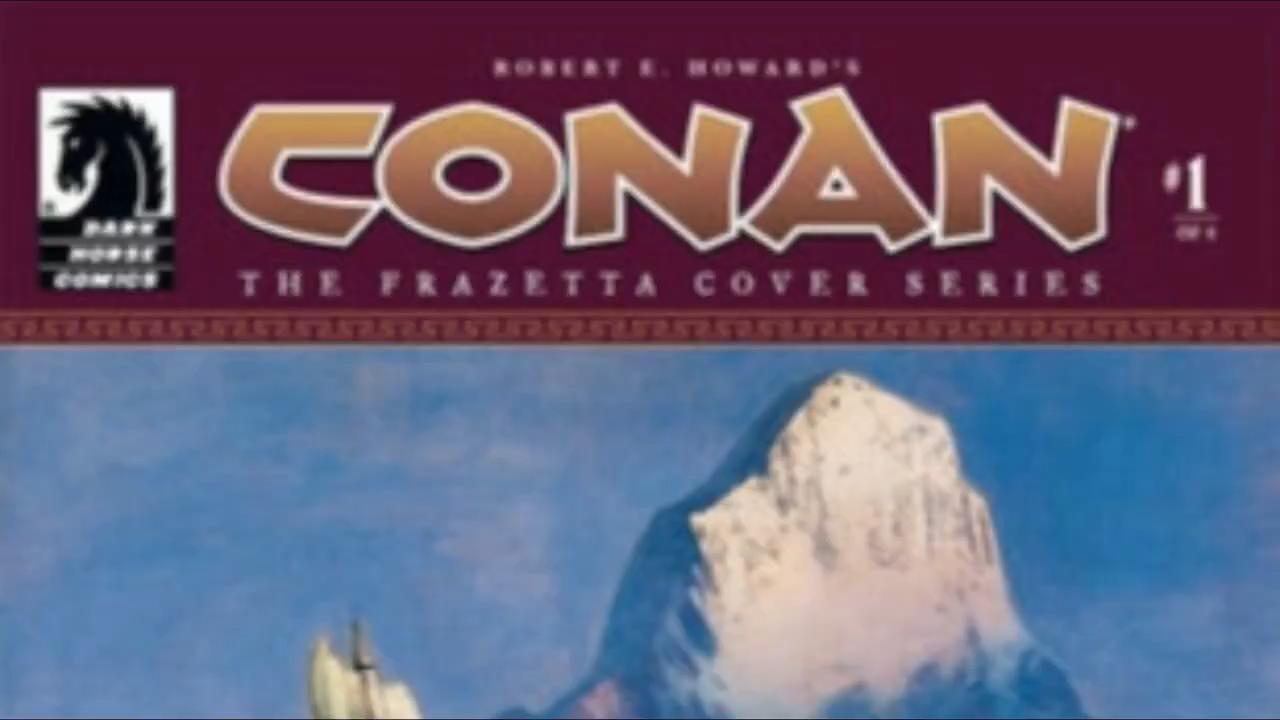 ROBERT E. HOWARD'S
CONAN
#1
DARK
HORSE
COMICS
THE FRAZETTA COVER SERIES